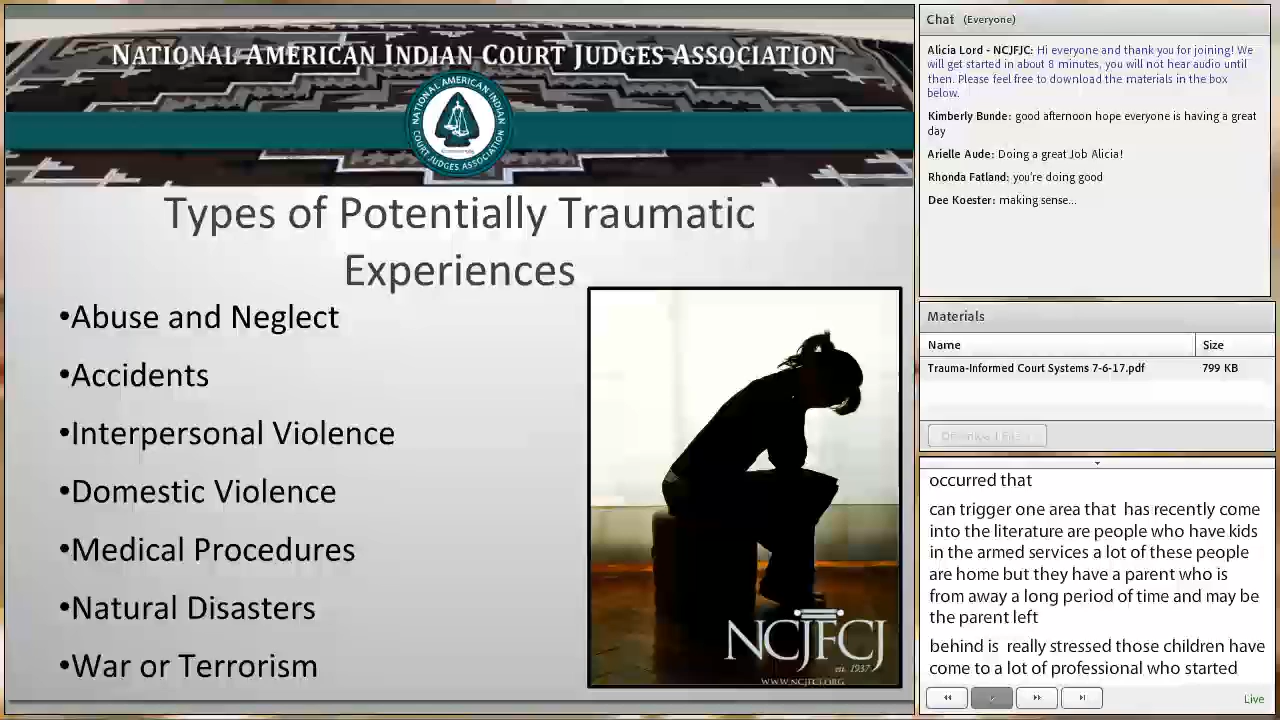 NATIONAL AMERICAN INDIAN COURT JUDGES ASSOCIATION
NATIONAL AMERICAN INDIAN
COURT JUDGES ASSOCIATION
Types of Potentially Traumatic
Experiences
•Abuse and Neglect
•Accidents
•Interpersonal Violence
•Domestic Violence
•Medical Procedures
•Natural Disasters
•War or Terrorism
NCJFCJ
est. 1937
WWW.NCJFCJ.ORG
Chat (Everyone)
Alicia Lord - NCJFJC: Hi everyone and thank you for joining! We
will get started in about 8 minutes, you will not hear audio until
then. Please feel free to download the materials in the box
below.
Kimberly Bunde: good afternoon hope everyone is having a great
day
Arielle Aude: Doing a great Job Alicia!
Rhonda Fatland: you're doing good
Dee Koester: making sense...
Materials
Name Size
Trauma-Informed Court Systems 7-6-17.pdf 799 KB
occurred that
can trigger one area that has recently come
into the literature are people who have kids
in the armed services a lot of these people
are home but they have a parent who is
from away a long period of time and may be
the parent left
behind is really stressed those children have
come to a lot of professional who started
Live